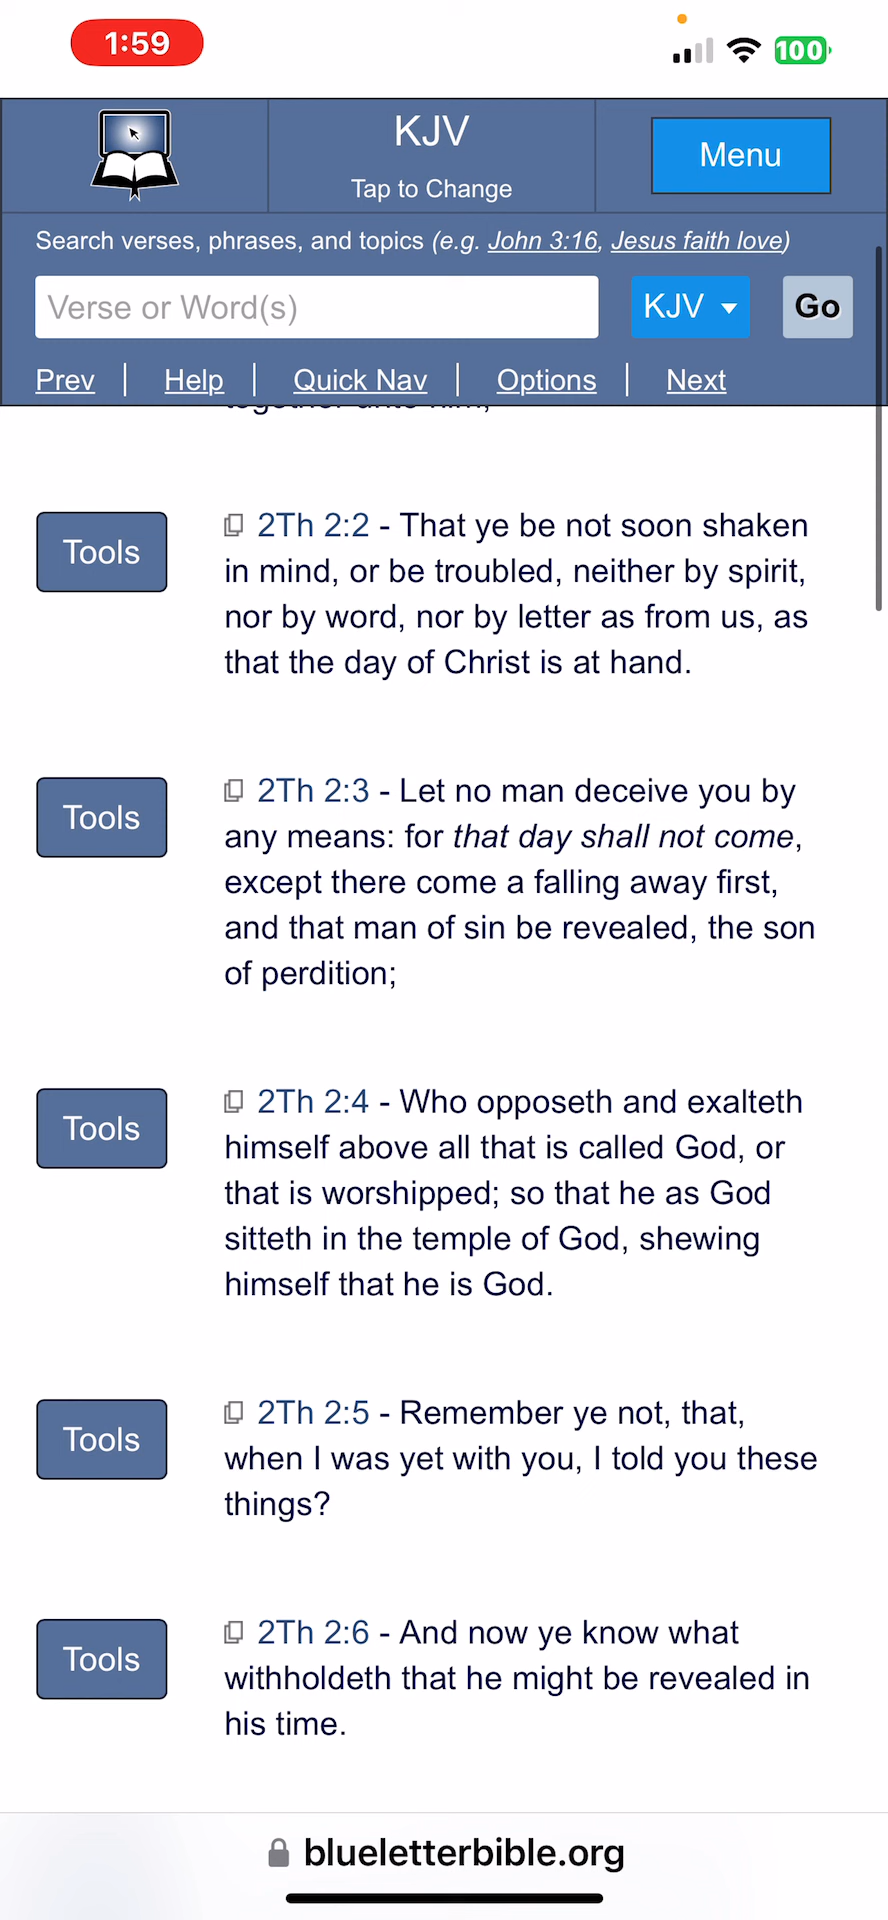 1:59
100
KJV
Tap to Change
Menu
Search verses, phrases, and topics (e.g. John 3:16, Jesus faith love)
Verse or Word(s)
KJV
Go
Prev | Help | Quick Nav | Options | Next
together unto him,
Tools
2Th 2:2 - That ye be not soon shaken
in mind, or be troubled, neither by spirit,
nor by word, nor by letter as from us, as
that the day of Christ is at hand.
Tools
2Th 2:3 - Let no man deceive you by
any means: for that day shall not come,
except there come a falling away first,
and that man of sin be revealed, the son
of perdition;
Tools
2Th 2:4 - Who opposeth and exalteth
himself above all that is called God, or
that is worshipped; so that he as God
sitteth in the temple of God, shewing
himself that he is God.
Tools
2Th 2:5 - Remember ye not, that,
when I was yet with you, I told you these
things?
Tools
2Th 2:6 - And now ye know what
withholdeth that he might be revealed in
his time.
blueletterbible.org